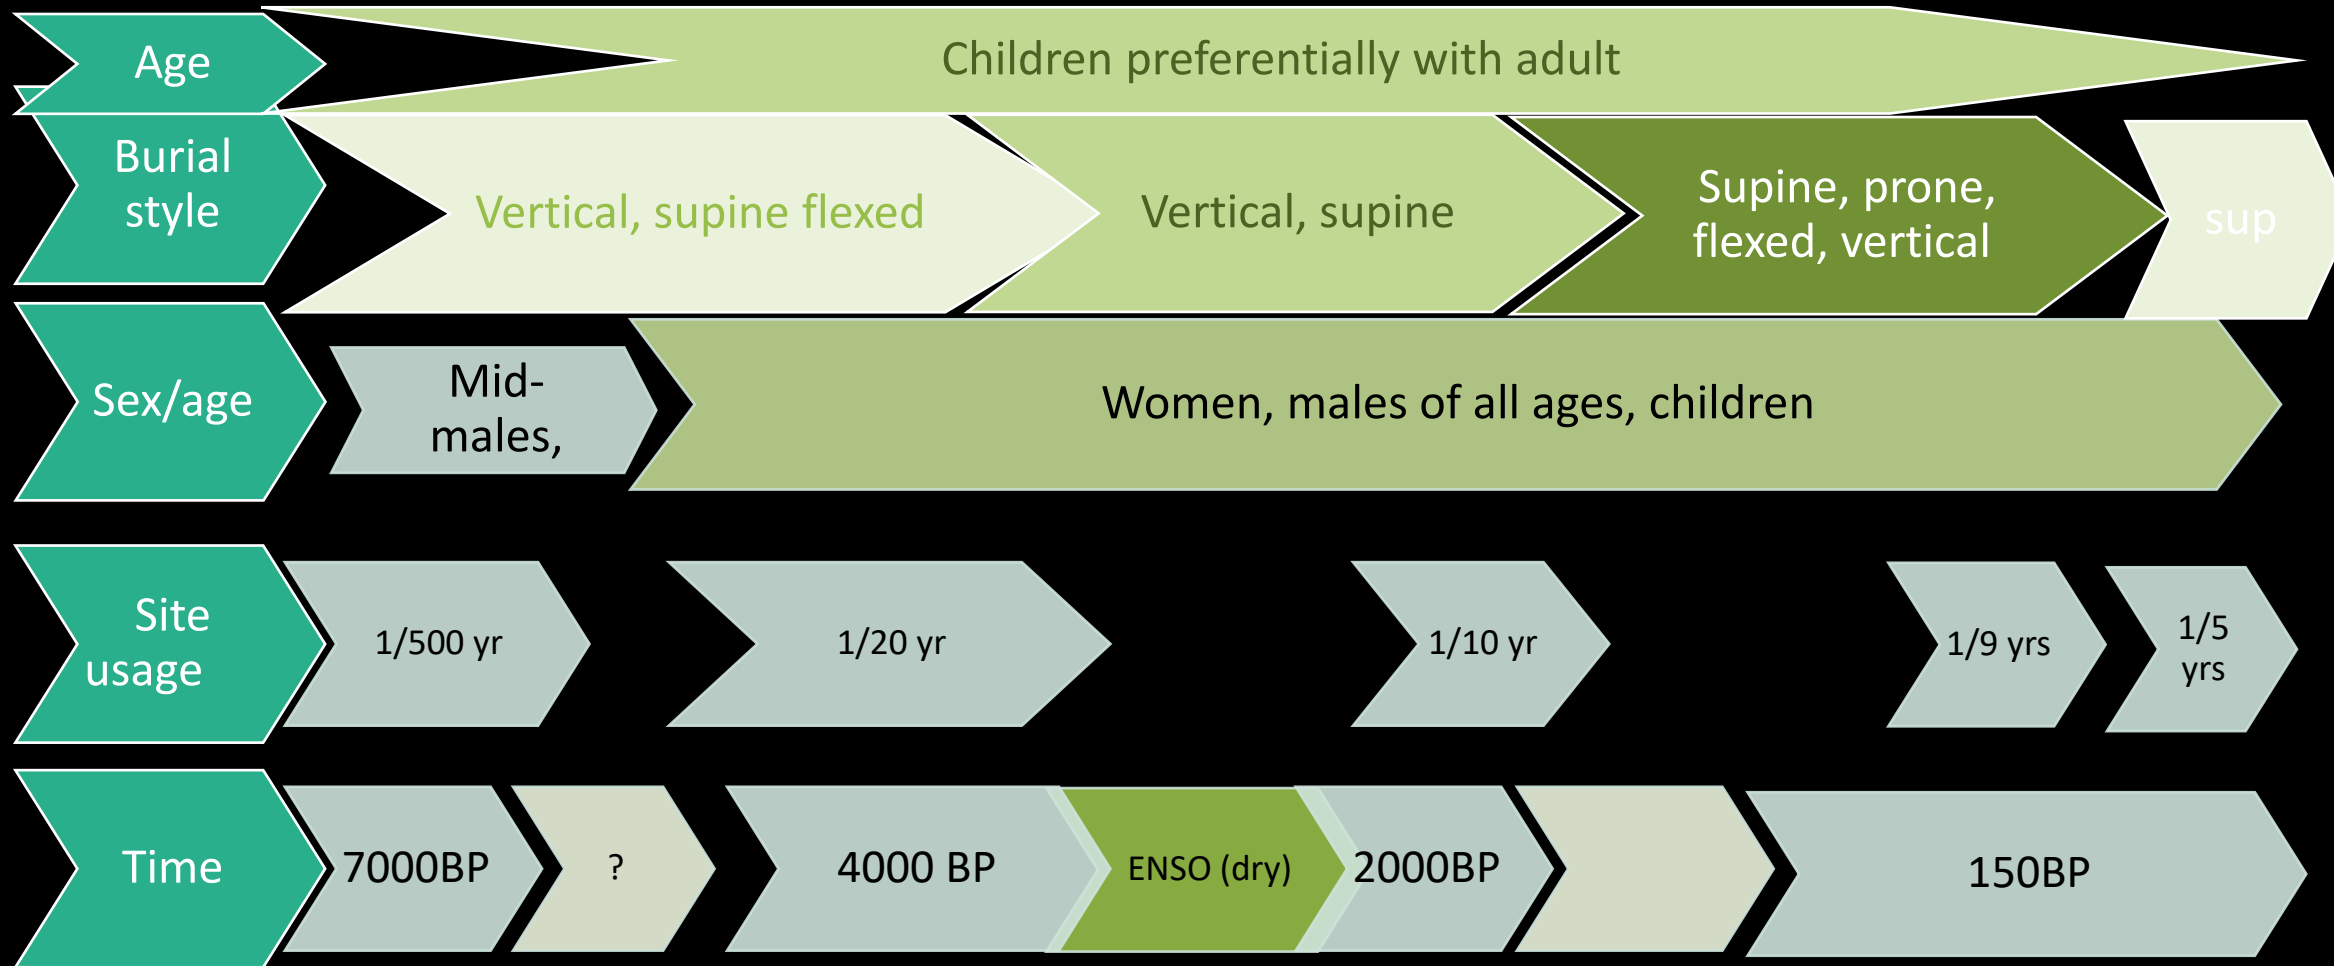 Age
Children preferentially with adult
Burial
style
Vertical, supine flexed
Vertical, supine
Supine, prone,
flexed, vertical
sup
Sex/age
Mid-
males,
Women, males of all ages, children
Site
usage
1/500 yr
1/20 yr
1/10 yr
1/9 yrs
1/5
yrs
Time
7000BP
?
4000 BP
ENSO (dry)
2000BP
150BP